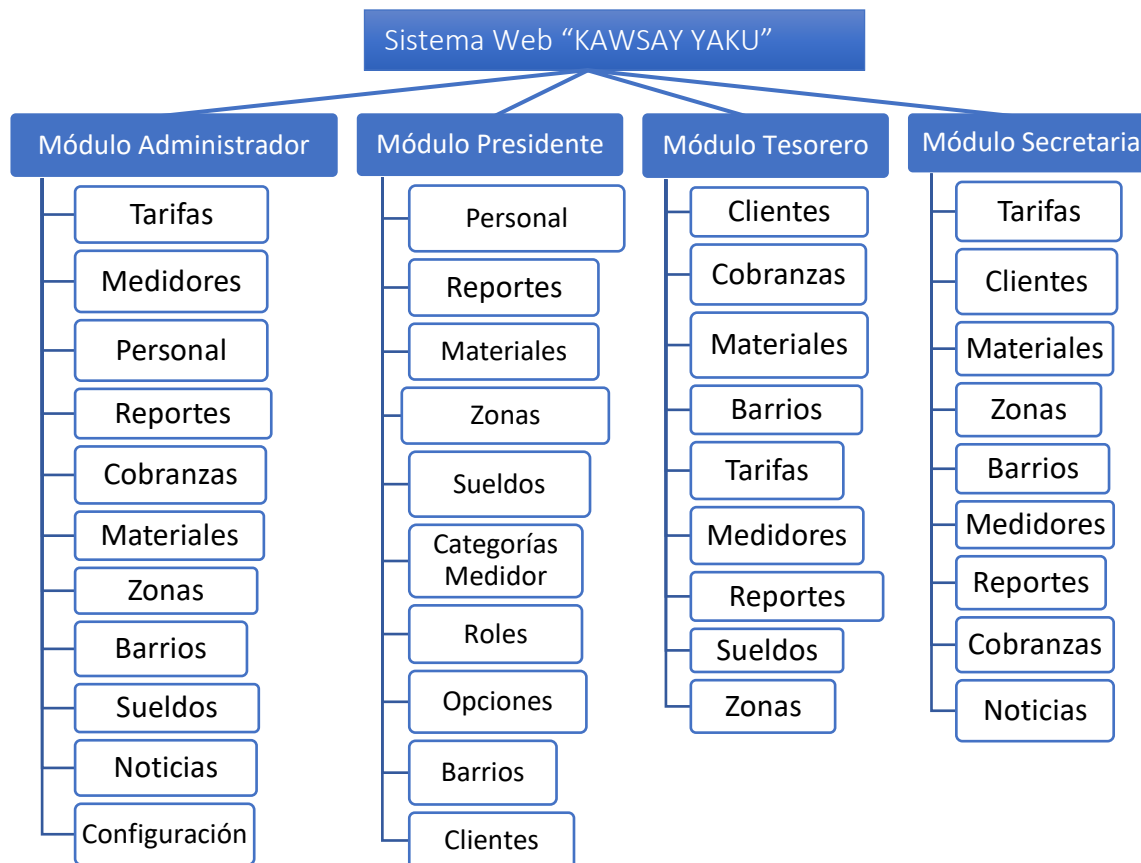 Sistema Web “KAWSAY YAKU”
Módulo Administrador
Tarifas
Medidores
Personal
Reportes
Cobranzas
Materiales
Zonas
Barrios
Sueldos
Noticias
Configuración
Módulo Presidente
Personal
Reportes
Materiales
Zonas
Sueldos
Categorías
Medidor
Roles
Opciones
Barrios
Clientes
Módulo Tesorero
Clientes
Cobranzas
Materiales
Barrios
Tarifas
Medidores
Reportes
Sueldos
Zonas
Módulo Secretaria
Tarifas
Clientes
Materiales
Zonas
Barrios
Medidores
Reportes
Cobranzas
Noticias